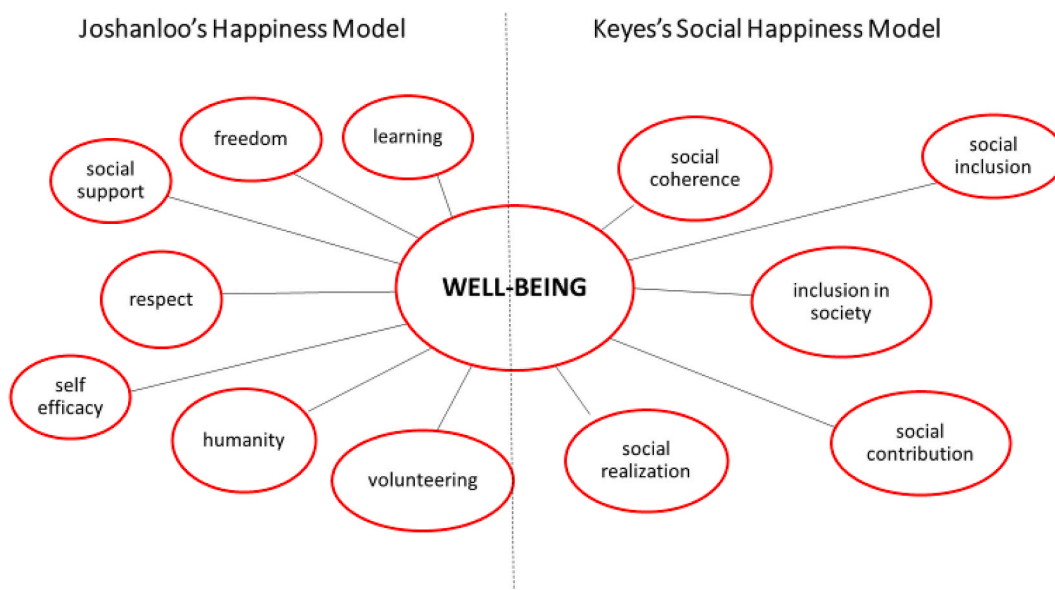 Joshanloo's Happiness Model
Keyes's Social Happiness Model
freedom
learning
social
support
respect
self
efficacy
humanity
volunteering
WELL-BEING
social
coherence
social
inclusion
inclusion in
society
social
contribution
social
realization